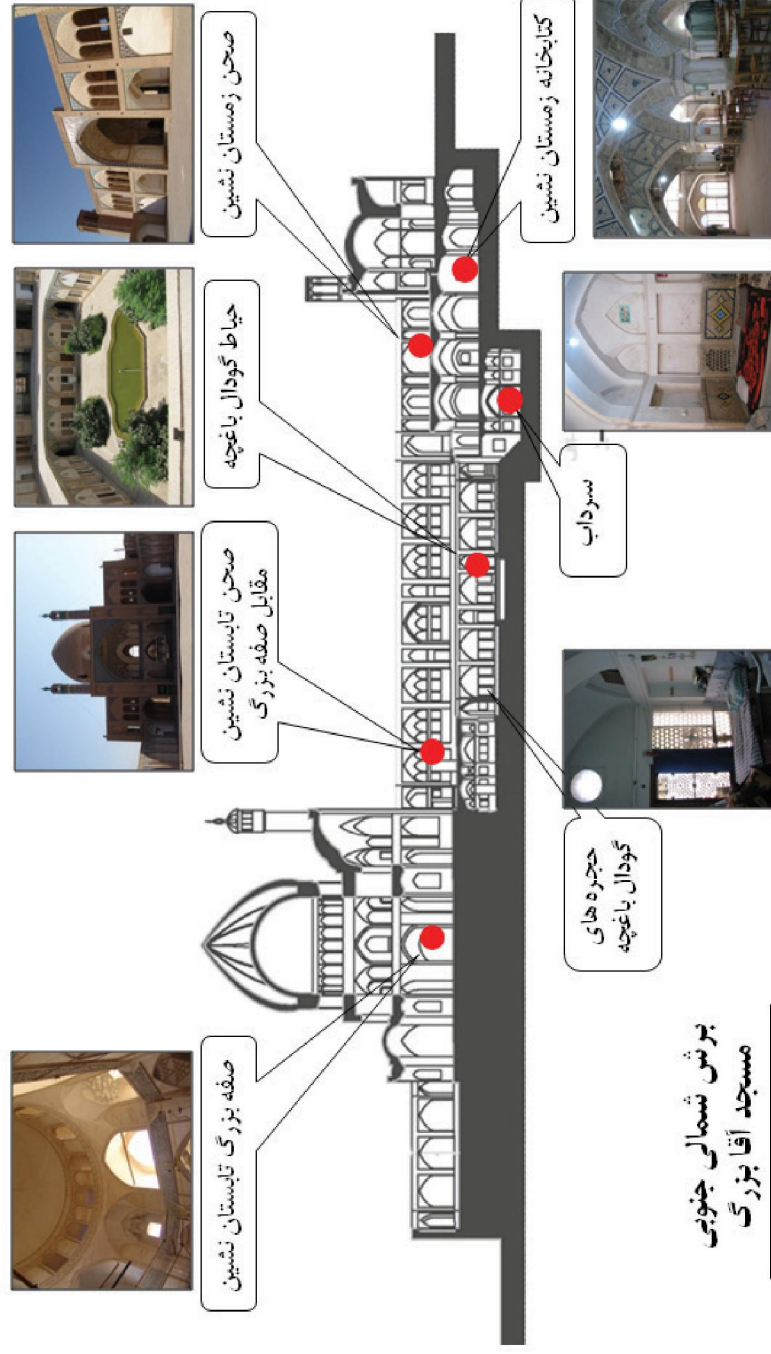 صحن زمستان نشین
کتابخانه زمستان نشین
حیاط گودال باغچه
سرداب
صحن تابستان نشین
مقابل صفه بزرگ
حجره های
گودال باغچه
صفه بزرگ تابستان نشین
برش شمالی جنوبی
مسجد آقا بزرگ